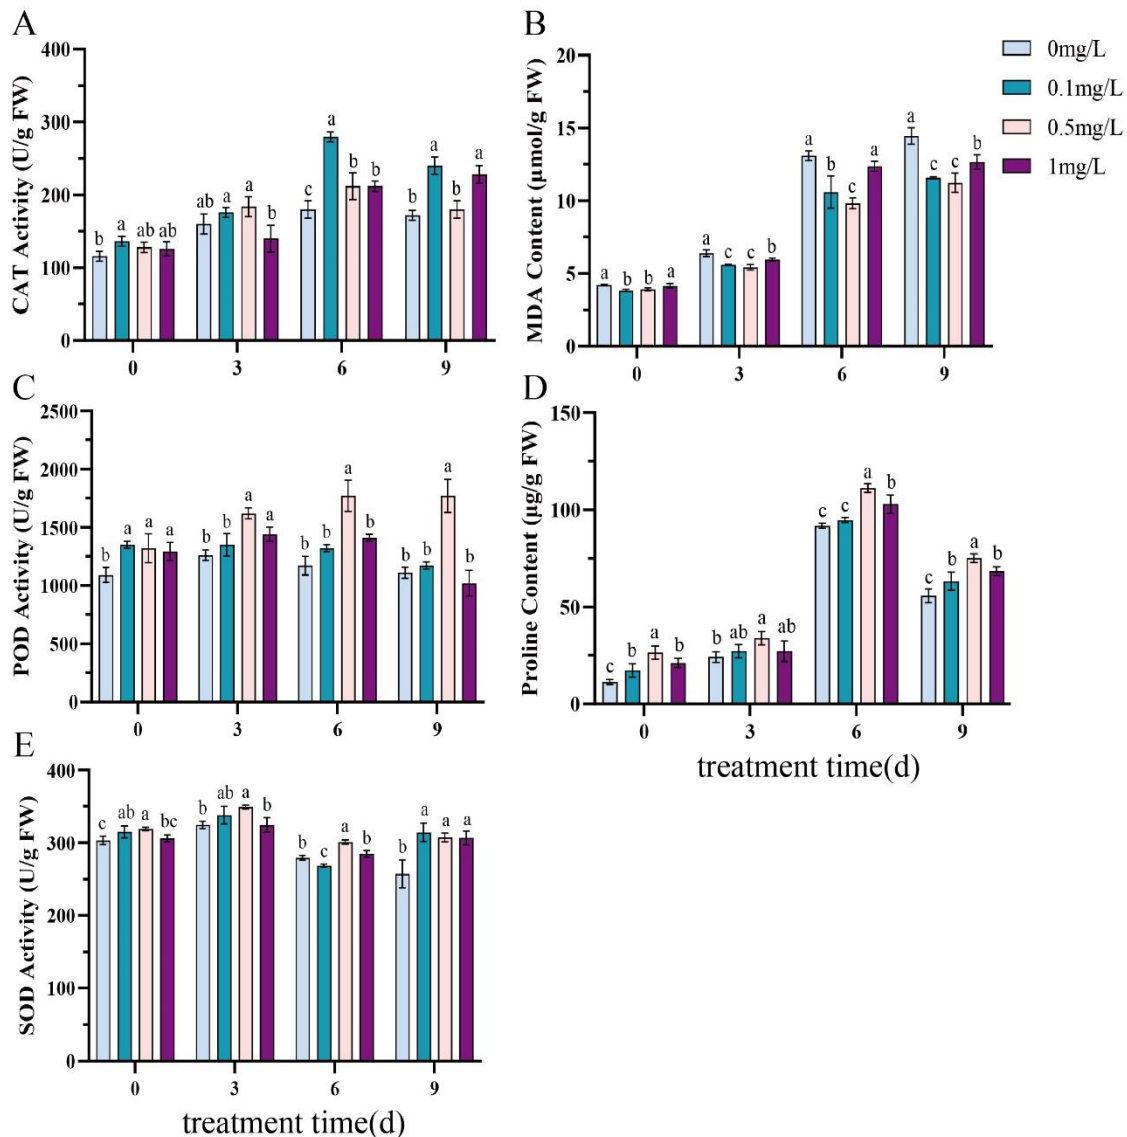 A
CAT Activity (U/g FW)
400
300
200
100
0
b a ab ab
ab a a b
c a b b
b a b a
0 3 6 9
B
MDA Content (μmol/g FW)
20
15
10
5
0
a b b a
a c c b
a b c a
a c c b
0 3 6 9
0mg/L
0.1mg/L
0.5mg/L
1mg/L
C
POD Activity (U/g FW)
2500
2000
1500
1000
500
0
b a a a
b b a a
b b a b
b b a b
0 3 6 9
D
Proline Content (μg/g FW)
150
100
50
0
c b a b
b ab a ab
c c a b
c b a b
0 3 6 9
treatment time(d)
E
SOD Activity (U/g FW)
400
300
200
100
0
c ab a bc
b ab a b
b c a b
b a a a
0 3 6 9
treatment time(d)